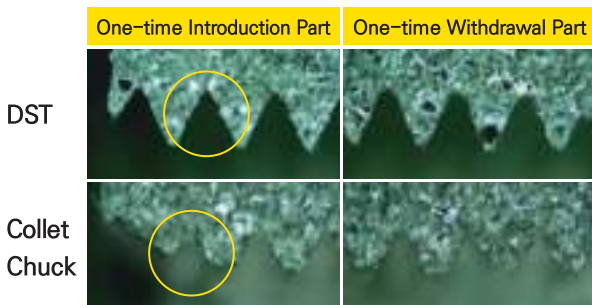 One-time Introduction Part
One-time Withdrawal Part
DST
Collet
Chuck